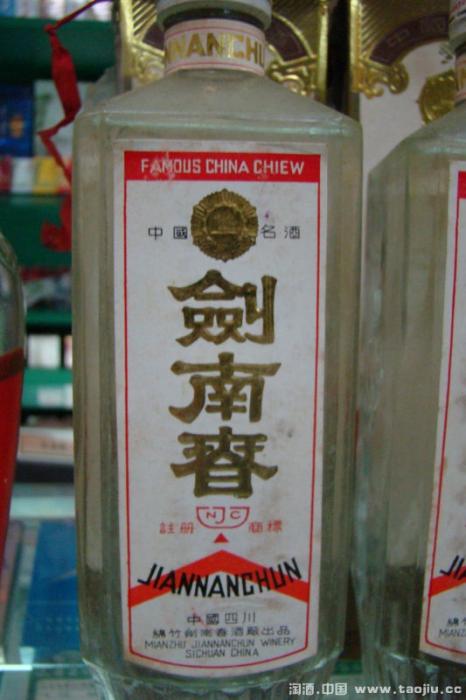 JIANNANCHUN
FAMOUS CHINA CHIEW
中國 名酒
劍南春
NJC
註册 商標
JIANNANCHUN
中國四川
綿竹劍南春酒厰出品
MIANZHU JIANNANCHUN WINERY
SICHUAN CHINA
淘酒.中国 www.taojiu.com